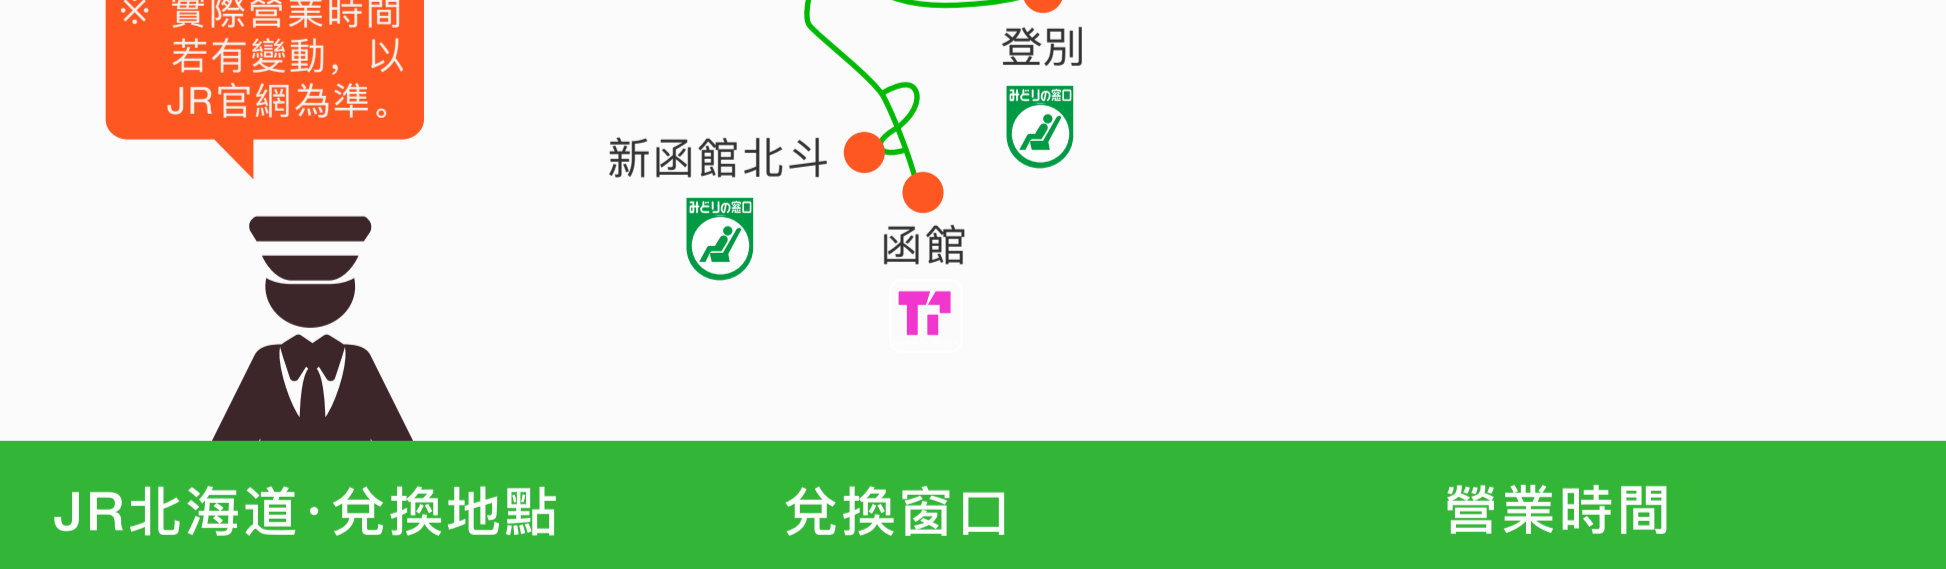 ※ 實際營業時間
若有變動，以
JR官網為準。
登別
みどりの窓口
新函館北斗
みどりの窓口
函館
JR北海道·兌換地點
兌換窗口
營業時間